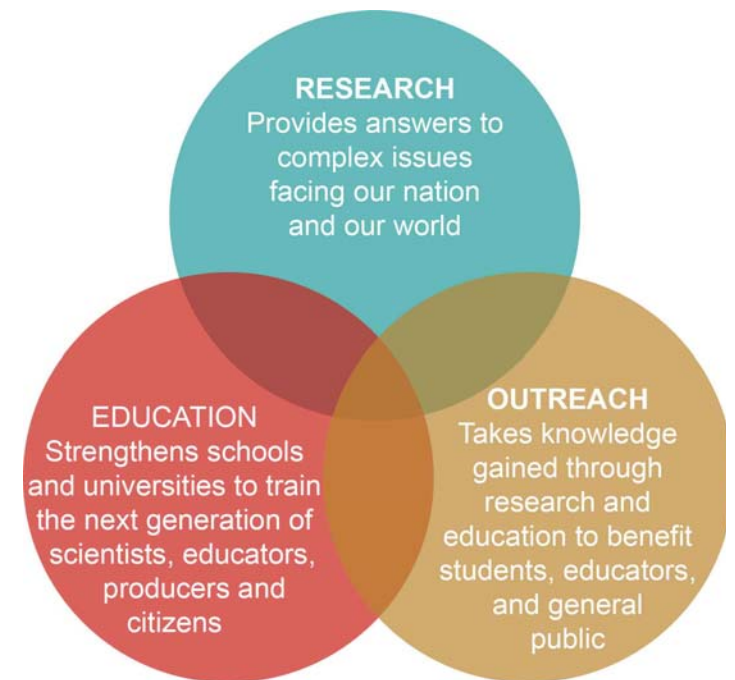 RESEARCH
Provides answers to
complex issues
facing our nation
and our world
EDUCATION
Strengthens schools
and universities to train
the next generation of
scientists, educators,
producers and
citizens
OUTREACH
Takes knowledge
gained through
research and
education to benefit
students, educators,
and general
public